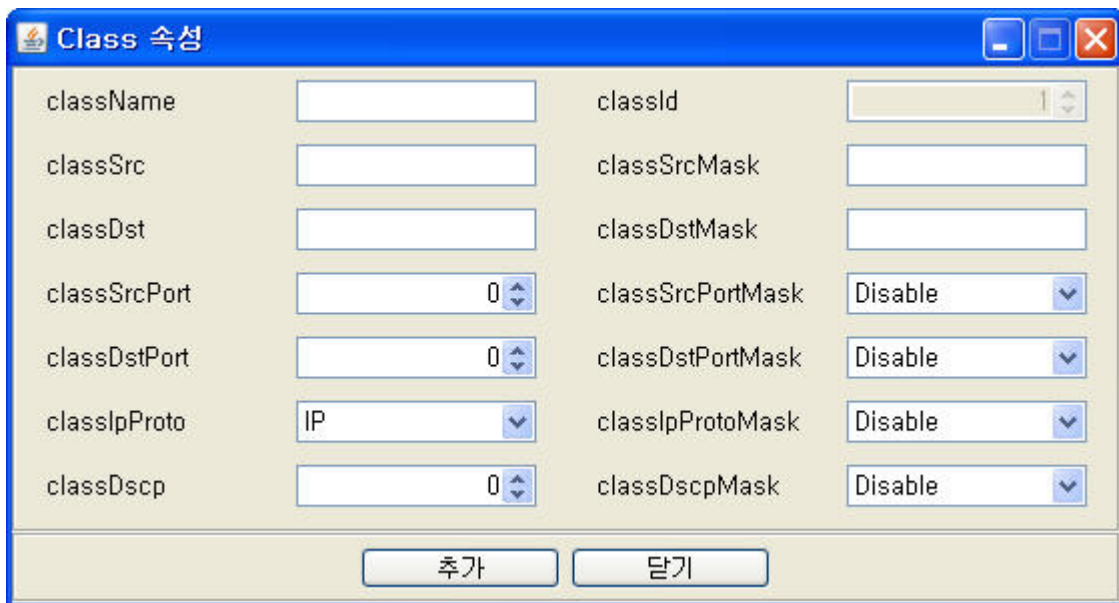 Class 속성
className classId 1
classSrc classSrcMask
classDst classDstMask
classSrcPort 0 classSrcPortMask Disable
classDstPort 0 classDstPortMask Disable
classIpProto IP classIpProtoMask Disable
classDscp 0 classDscpMask Disable
추가 닫기